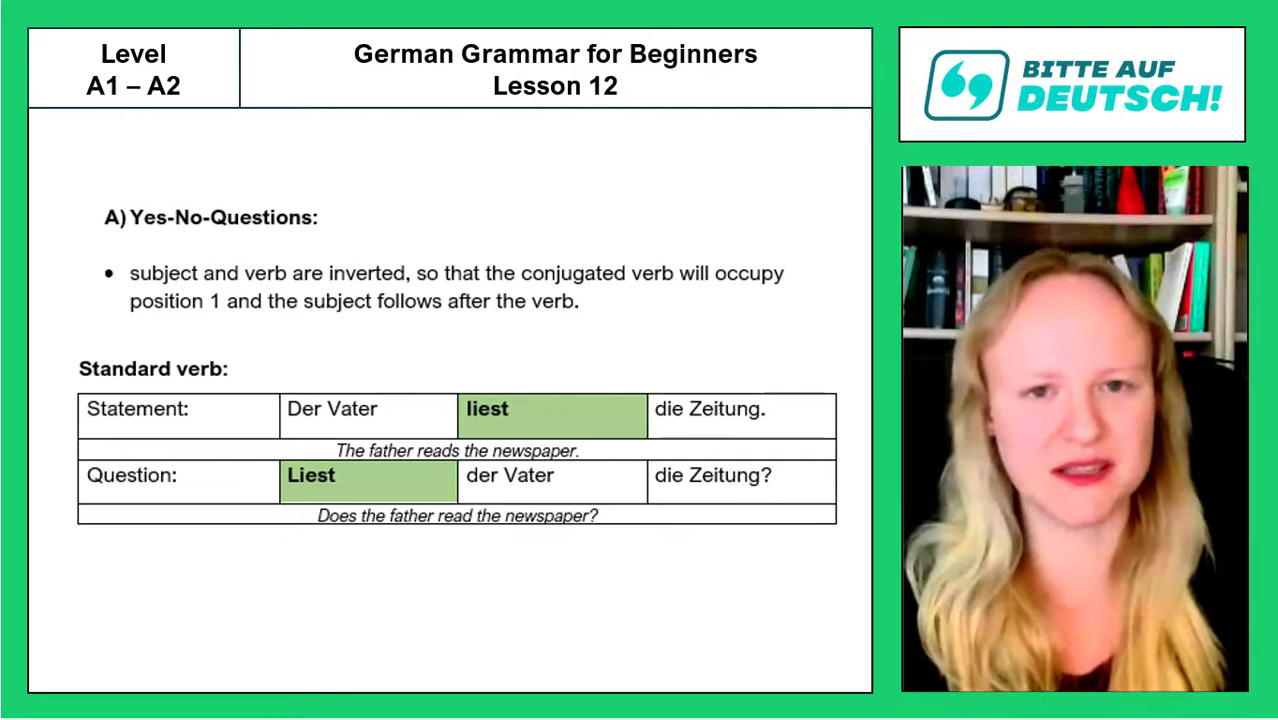 Level
A1 – A2
German Grammar for Beginners
Lesson 12
BITTE AUF
DEUTSCH!
A) Yes-No-Questions:
• subject and verb are inverted, so that the conjugated verb will occupy
position 1 and the subject follows after the verb.
Standard verb:
Statement: Der Vater liest die Zeitung.
The father reads the newspaper.
Question: Liest der Vater die Zeitung?
Does the father read the newspaper?